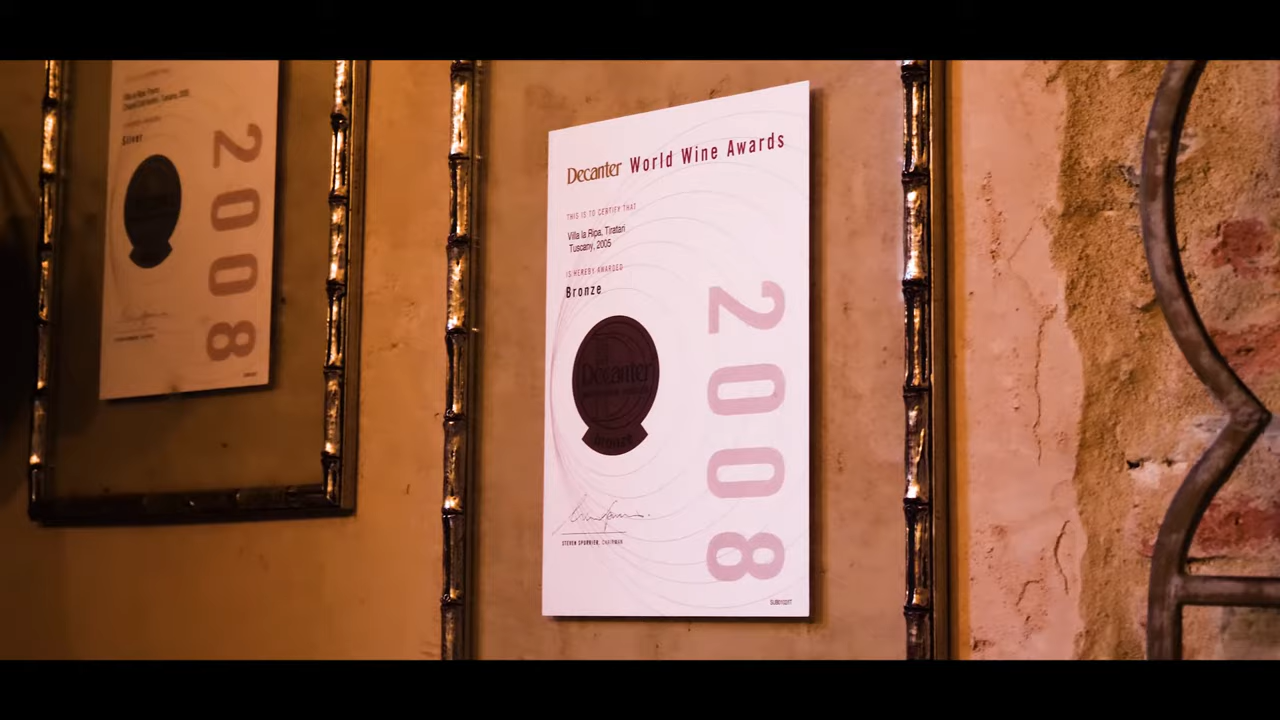 Decanter World Wine Awards
THIS IS TO CERTIFY THAT
Villa la Ripa, Tiratari
Tuscany, 2005
IS HEREBY AWARDED
Bronze
Decanter
bronze
2008
STEVEN SPURRIER, CHAIRMAN
Silver
2008